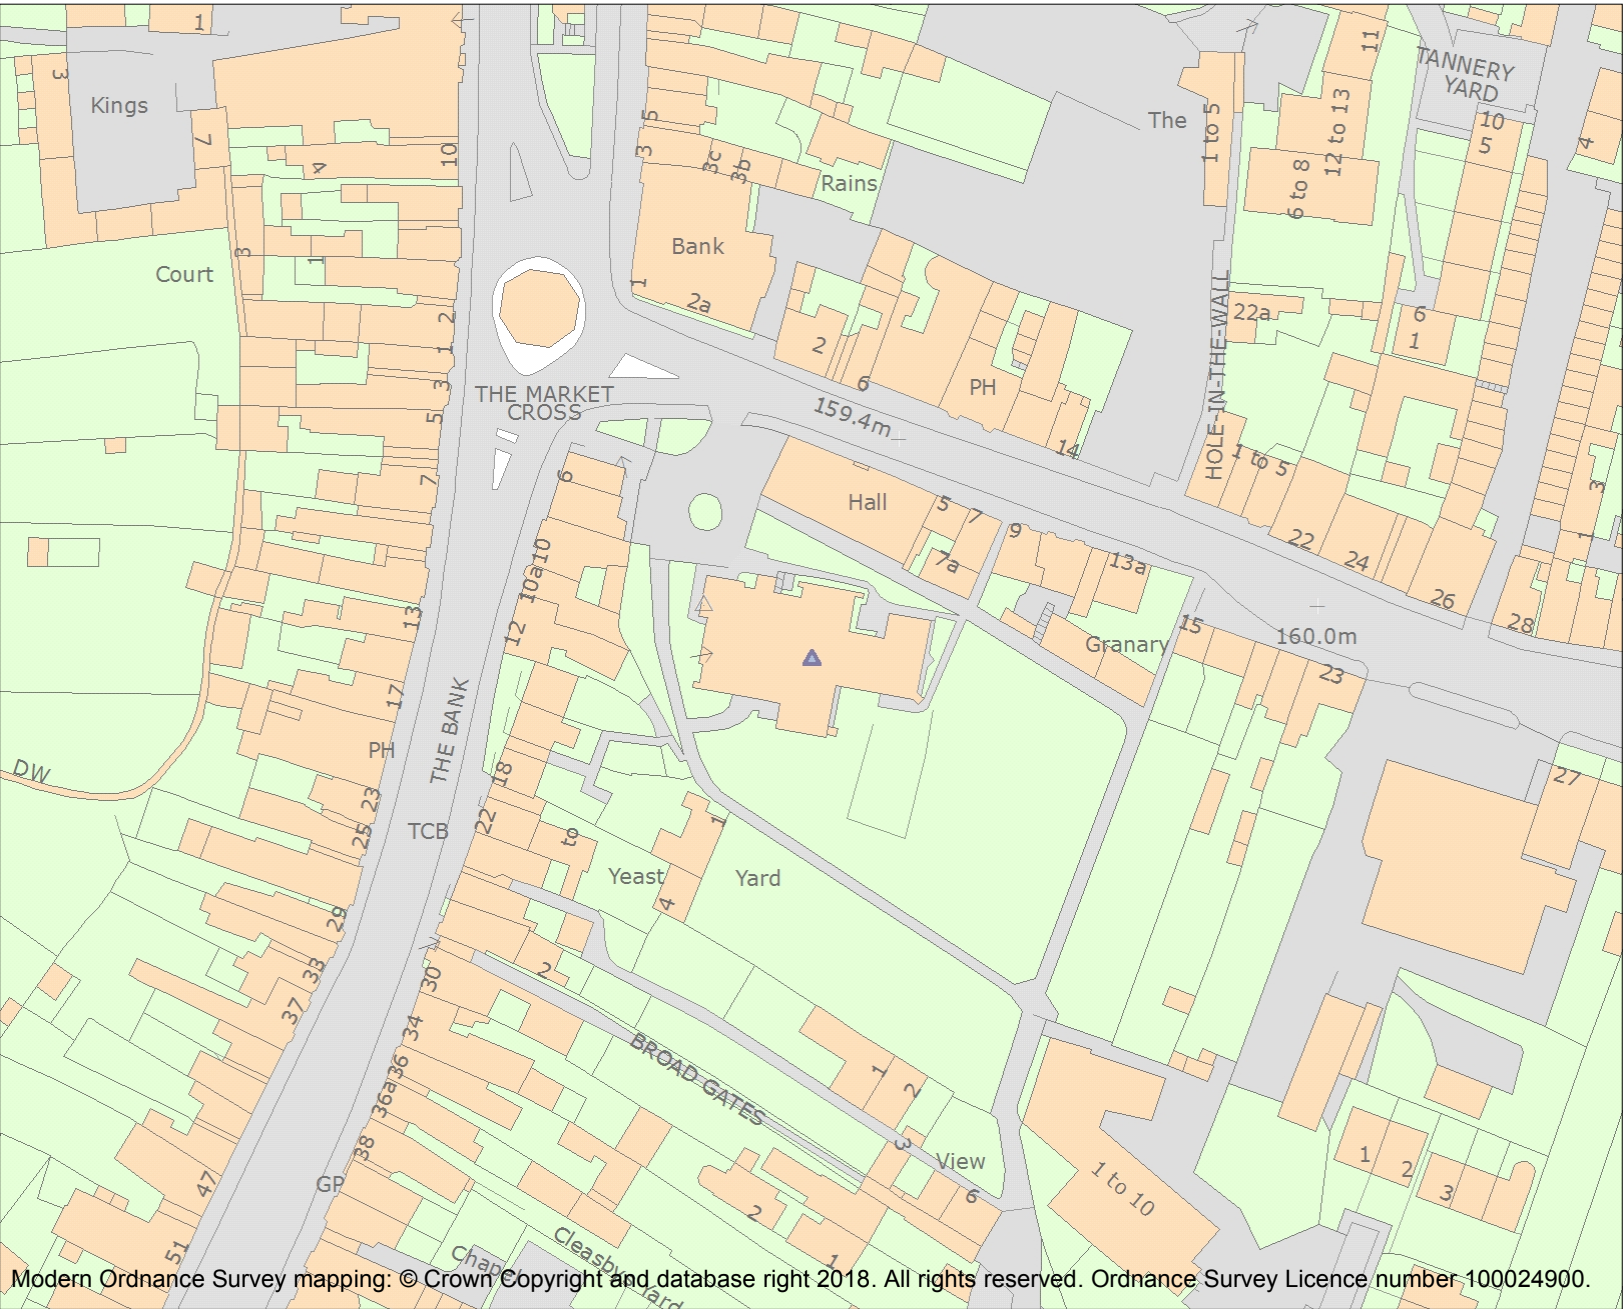 1
3
Kings
7
4
10
5
3
3c
3b
Rains
The
1 to 5
11
12 to 13
6 to 8
TANNERY
YARD
10
5
4
Court
3
1
2
1
3
5
7
Bank
1
2a
2
6
PH
14
159.4m
THE MARKET
CROSS
HOLE-IN-THE-WALL
22a
6
1
1 to 5
22
24
26
28
3
1
6
Hall
5
7
7a
9
13a
Granary
15
160.0m
23
27
10
10a
12
13
17
PH
THE BANK
18
22
to
23
25
TCB
DW
1
Yeast
Yard
4
29
33
37
2
30
34
36
36a
38
BROAD GATES
1
2
3
View
6
1 to 10
1
2
3
47
GP
51
2
1
Chapel
Cleasbys Yard
Modern Ordnance Survey mapping: © Crown Copyright and database right 2018. All rights reserved. Ordnance Survey Licence number 100024900.